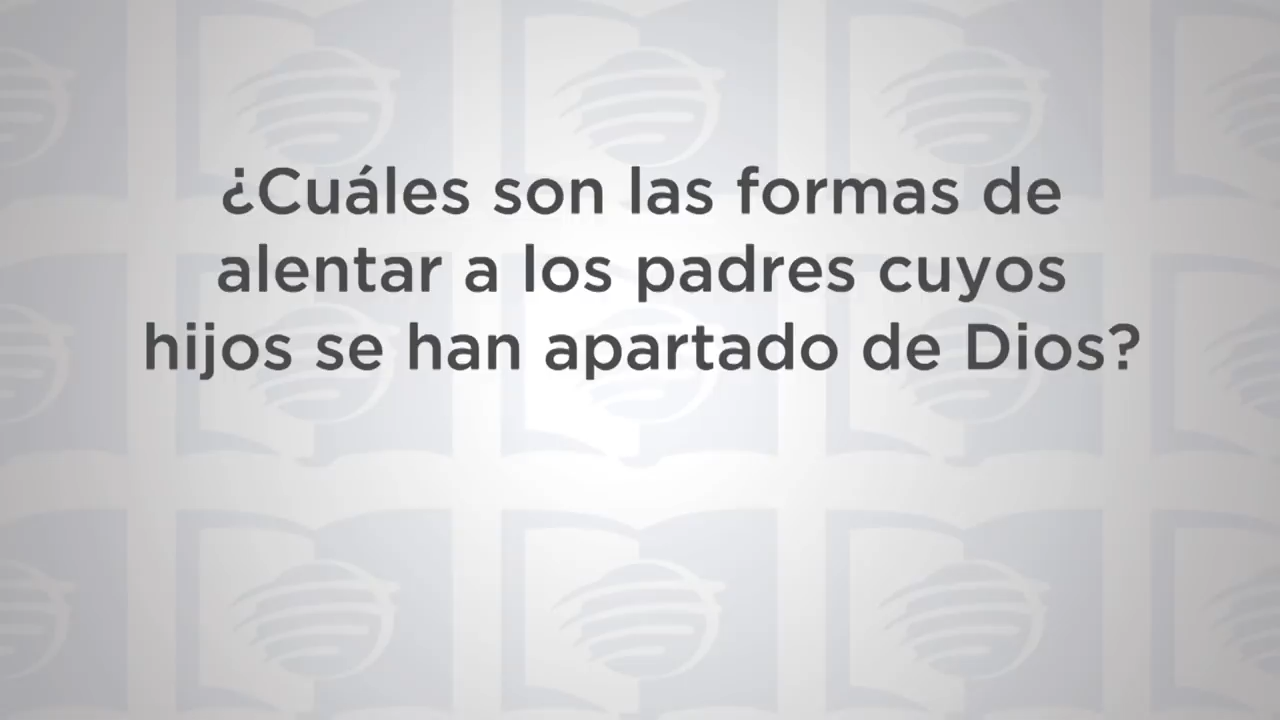 ¿Cuáles son las formas de
alentar a los padres cuyos
hijos se han apartado de Dios?